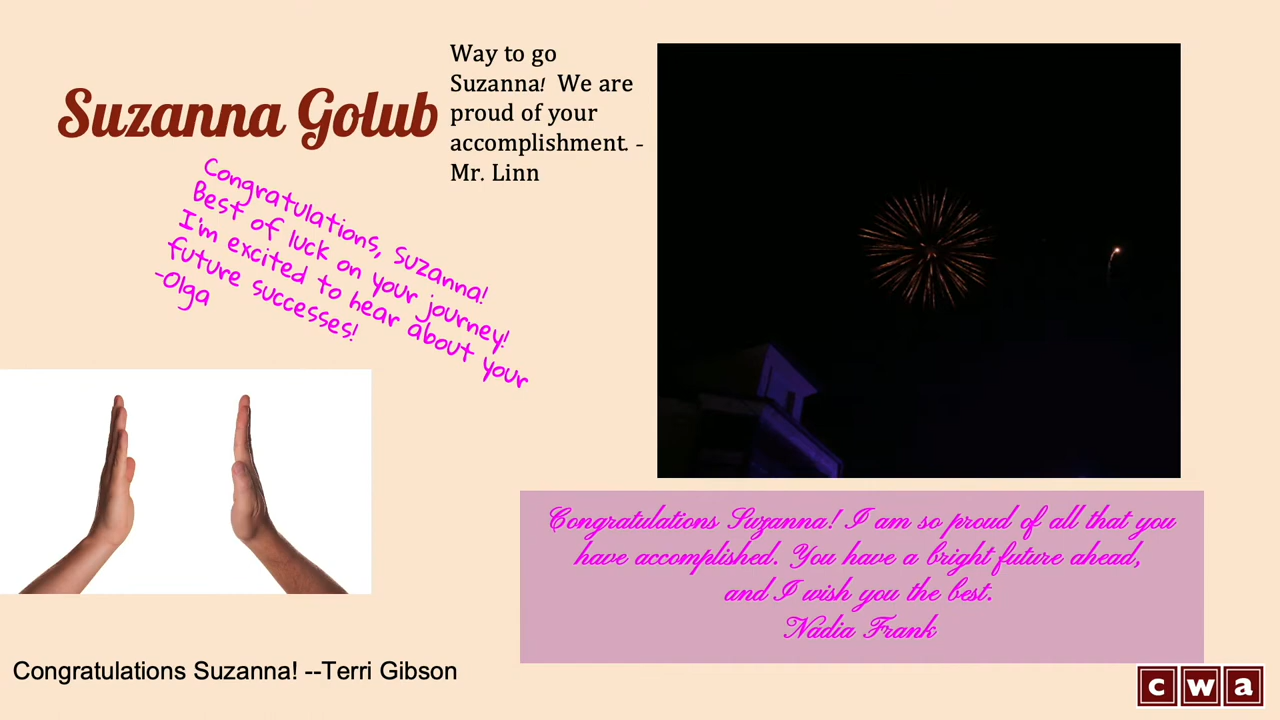 Suzanna Golub
Way to go
Suzanna! We are
proud of your
accomplishment. -
Mr. Linn
Congratulations, Suzanna!
Best of luck on your journey!
I'm excited to hear about your
future successes!
-Olga
Congratulations Suzanna! I am so proud of all that you
have accomplished. You have a bright future ahead,
and I wish you the best.
Nadia Frank
Congratulations Suzanna! --Terri Gibson
cwa